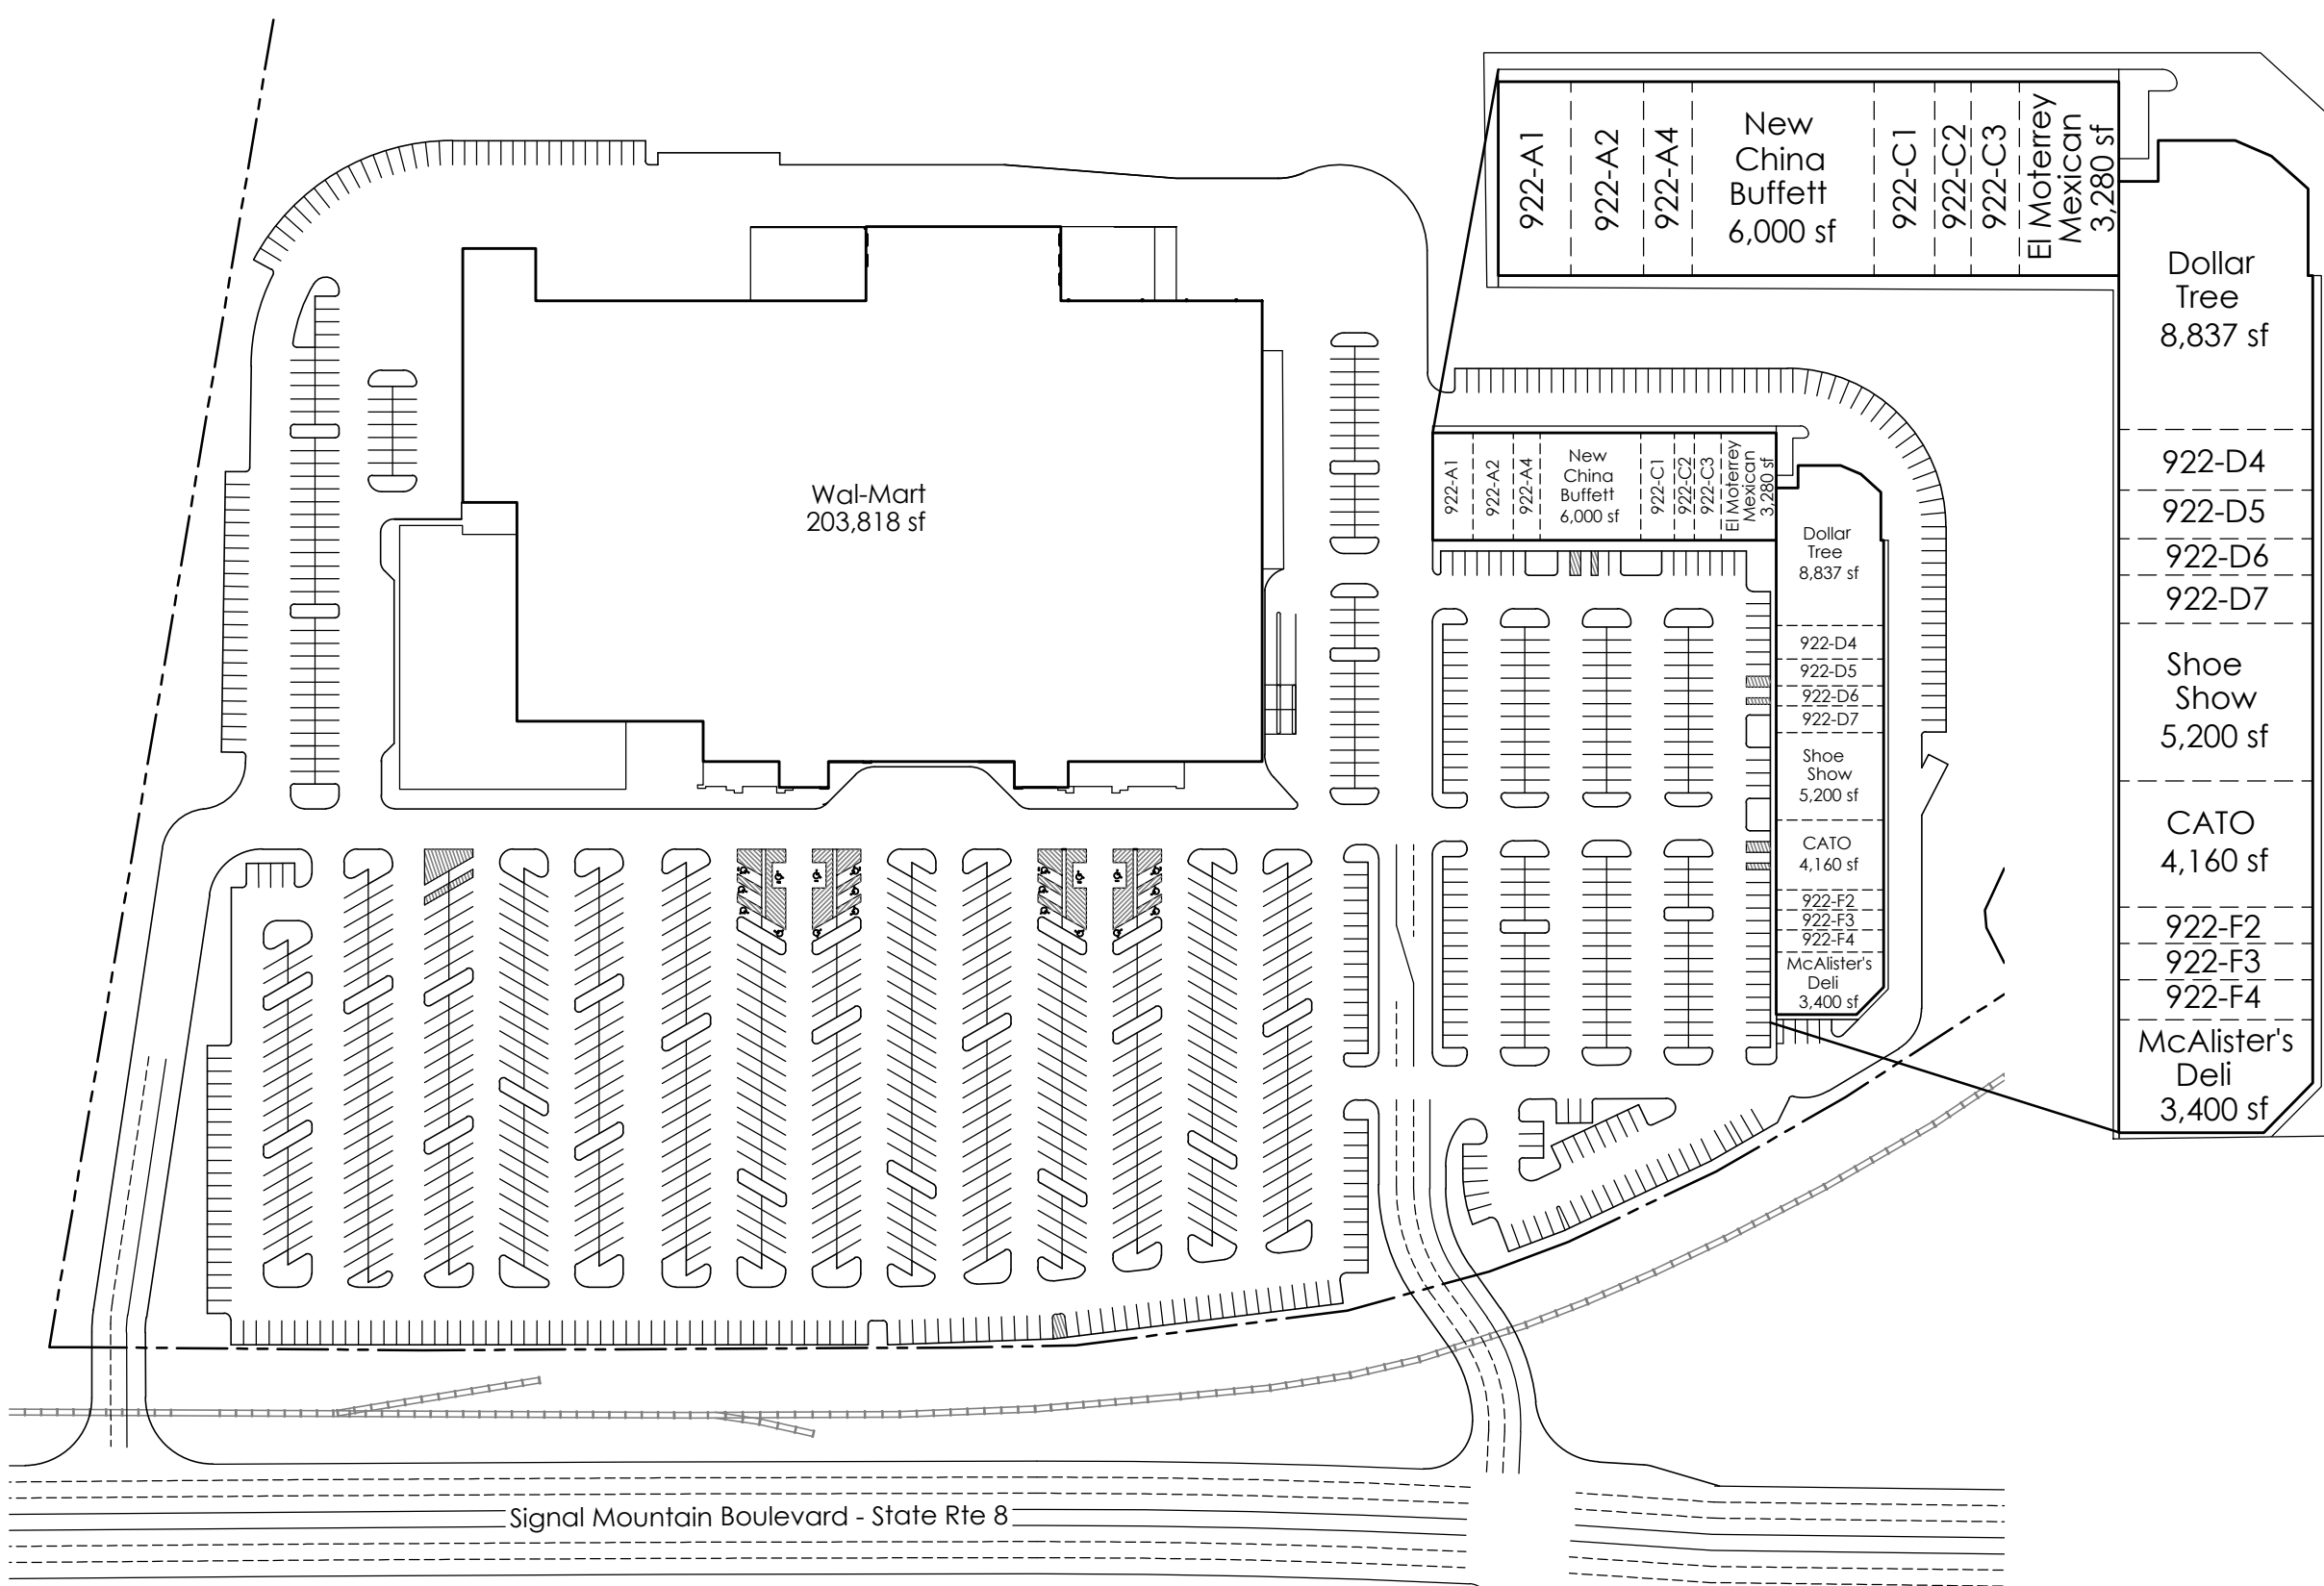 922-A1
922-A2
922-A4
New
China
Buffett
6,000 sf
922-C1
922-C2
922-C3
El Moterrey
Mexican
3,280 sf
Dollar
Tree
8,837 sf
922-D4
922-D5
922-D6
922-D7
Shoe
Show
5,200 sf
CATO
4,160 sf
922-F2
922-F3
922-F4
McAlister's
Deli
3,400 sf
Wal-Mart
203,818 sf
922-A1
922-A2
922-A4
New
China
Buffett
6,000 sf
922-C1
922-C2
922-C3
El Moterrey
Mexican
3,280 sf
Dollar
Tree
8,837 sf
922-D4
922-D5
922-D6
922-D7
Shoe
Show
5,200 sf
CATO
4,160 sf
922-F2
922-F3
922-F4
McAlister's
Deli
3,400 sf
Signal Mountain Boulevard - State Rte 8